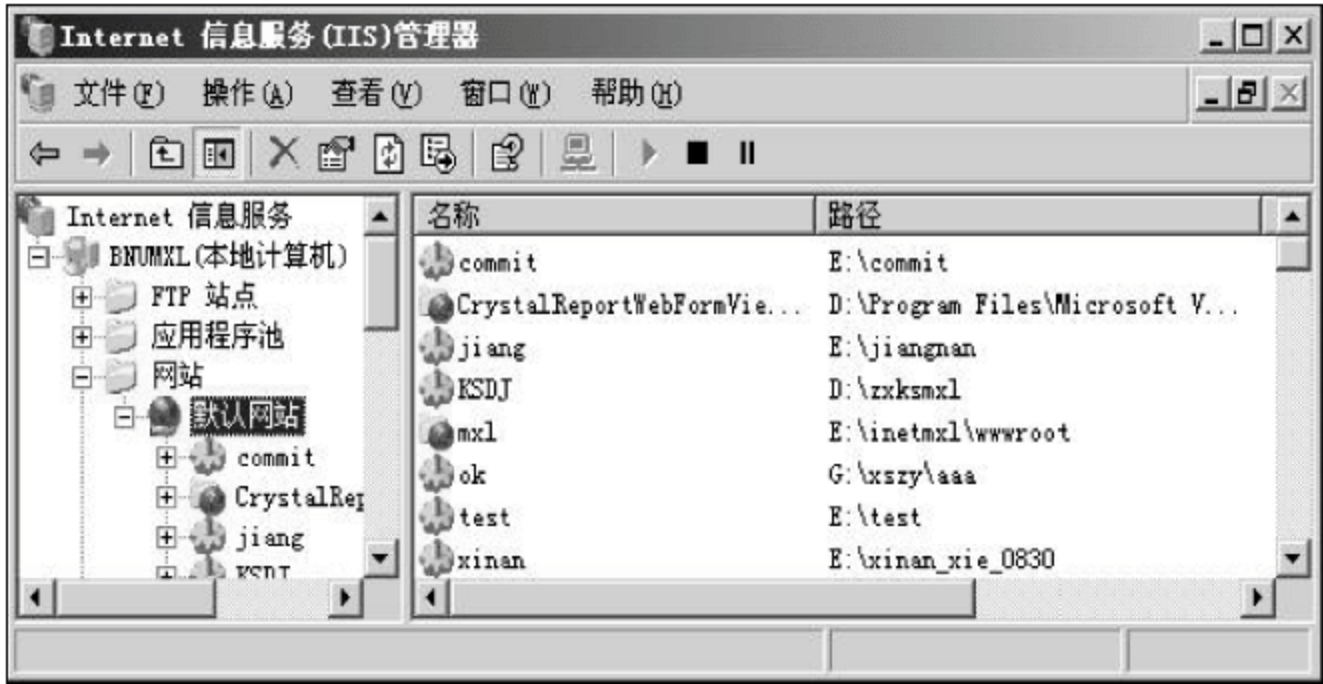 Internet 信息服务(IIS)管理器
文件(F) 操作(A) 查看(V) 窗口(W) 帮助(H)
Internet 信息服务
BNUMXL(本地计算机)
FTP 站点
应用程序池
网站
默认网站
commit
CrystalRep
jiang
KSDJ
名称 路径
commit E:\commit
CrystalReportWebFormVie... D:\Program Files\Microsoft V...
jiang E:\jiangnan
KSDJ D:\zxksmxl
mxl E:\inetmxl\wwwroot
ok G:\xszy\aaa
test E:\test
xinan E:\xinan_xie_0830